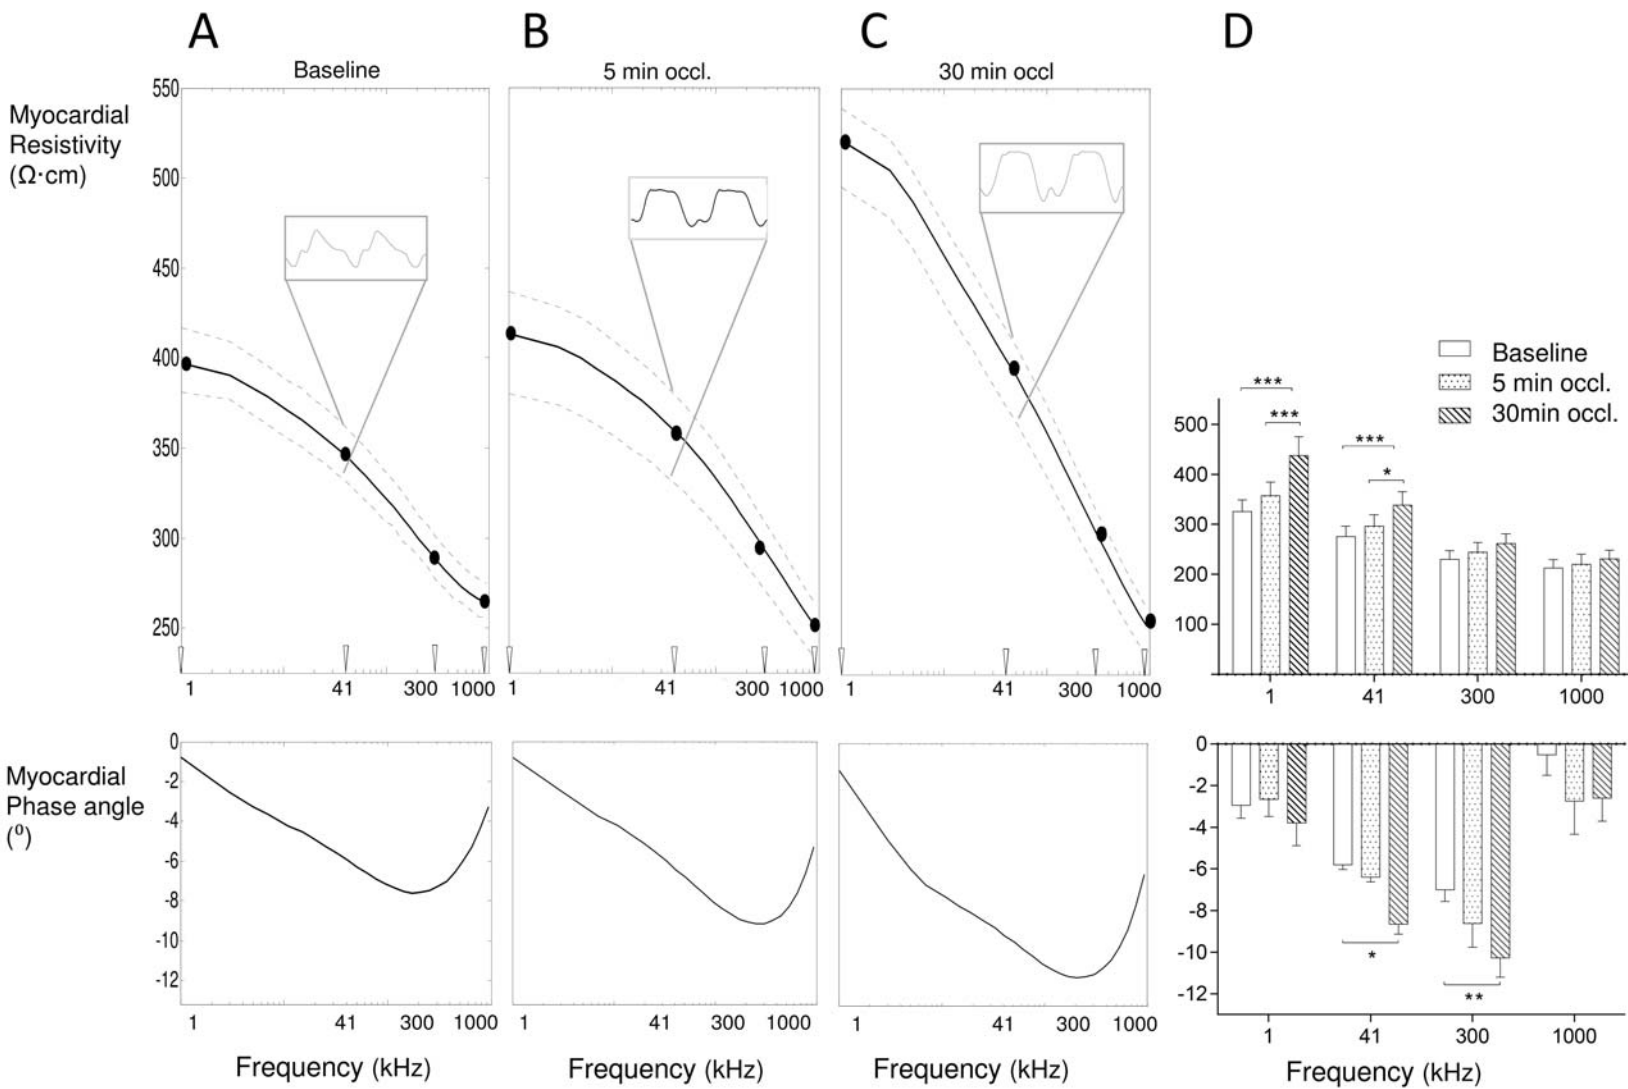 A
B
C
D
Baseline
5 min occl.
30 min occl
Myocardial
Resistivity
(Ω·cm)
550
500
450
400
350
300
250
1 41 300 1000
1 41 300 1000
1 41 300 1000
Baseline
5 min occl.
30min occl.
***
***
***
*
500
400
300
200
100
1 41 300 1000
Myocardial
Phase angle
(⁰)
0
-2
-4
-6
-8
-10
-12
1 41 300 1000
1 41 300 1000
1 41 300 1000
Frequency (kHz)
Frequency (kHz)
Frequency (kHz)
0
-2
-4
-6
-8
-10
-12
*
**
1 41 300 1000
Frequency (kHz)